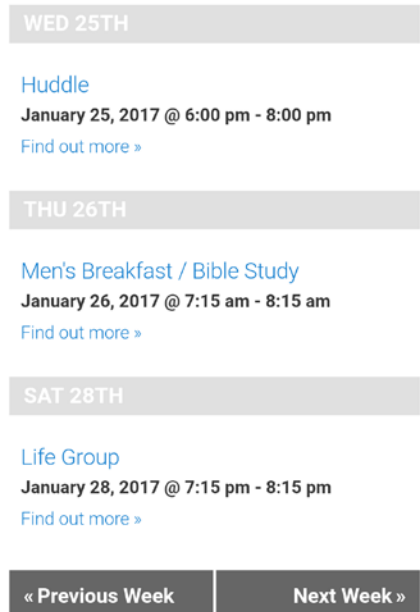 WED 25TH
Huddle
January 25, 2017 @ 6:00 pm - 8:00 pm
Find out more »
THU 26TH
Men's Breakfast / Bible Study
January 26, 2017 @ 7:15 am - 8:15 am
Find out more »
SAT 28TH
Life Group
January 28, 2017 @ 7:15 pm - 8:15 pm
Find out more »
« Previous Week Next Week »